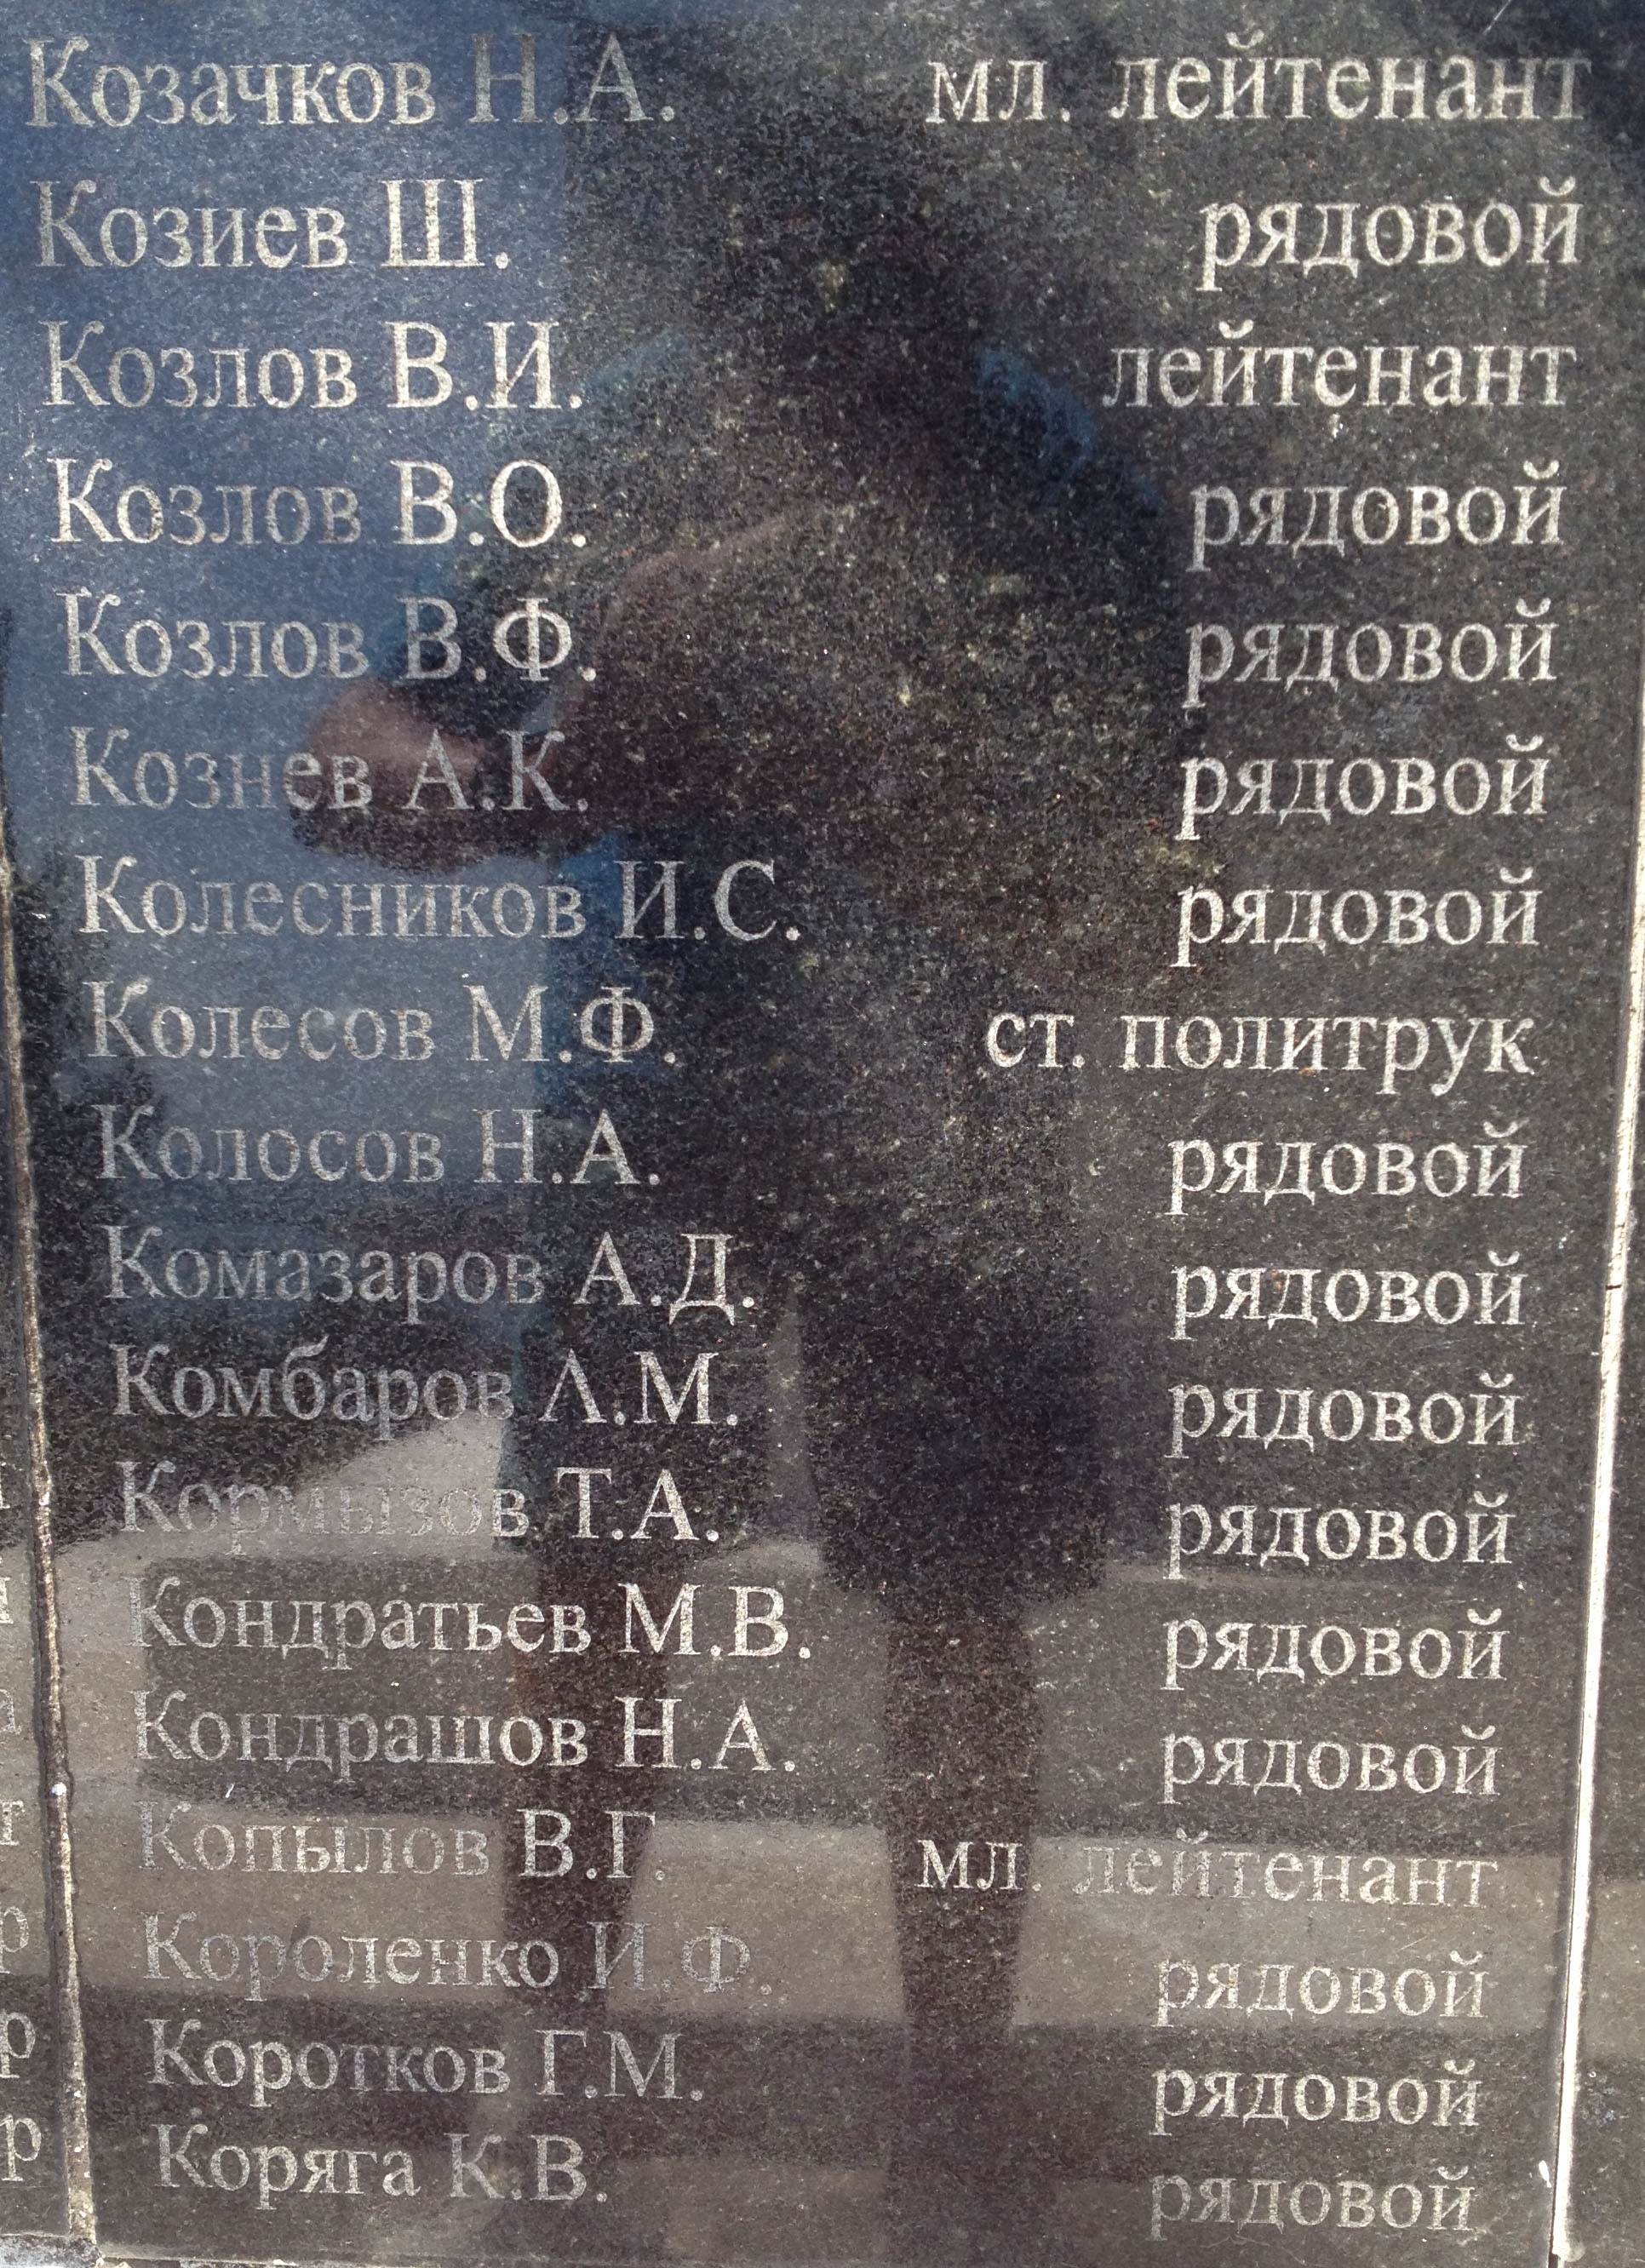 Козачков Н.А. мл. лейтенант
Козиев Ш. рядовой
Козлов В.И. лейтенант
Козлов В.О. рядовой
Козлов В.Ф. рядовой
Кознев А.К. рядовой
Колесников И.С. рядовой
Колесов М.Ф. ст. политрук
Колосов Н.А. рядовой
Комазаров А.Д. рядовой
Комбаров Л.М. рядовой
Кормызов Т.А. рядовой
Кондратьев М.В. рядовой
Кондрашов Н.А. рядовой
Копылов В.Г. мл. лейтенант
Короленко И.Ф. рядовой
Коротков Г.М. рядовой
Коряга К.В. рядовой